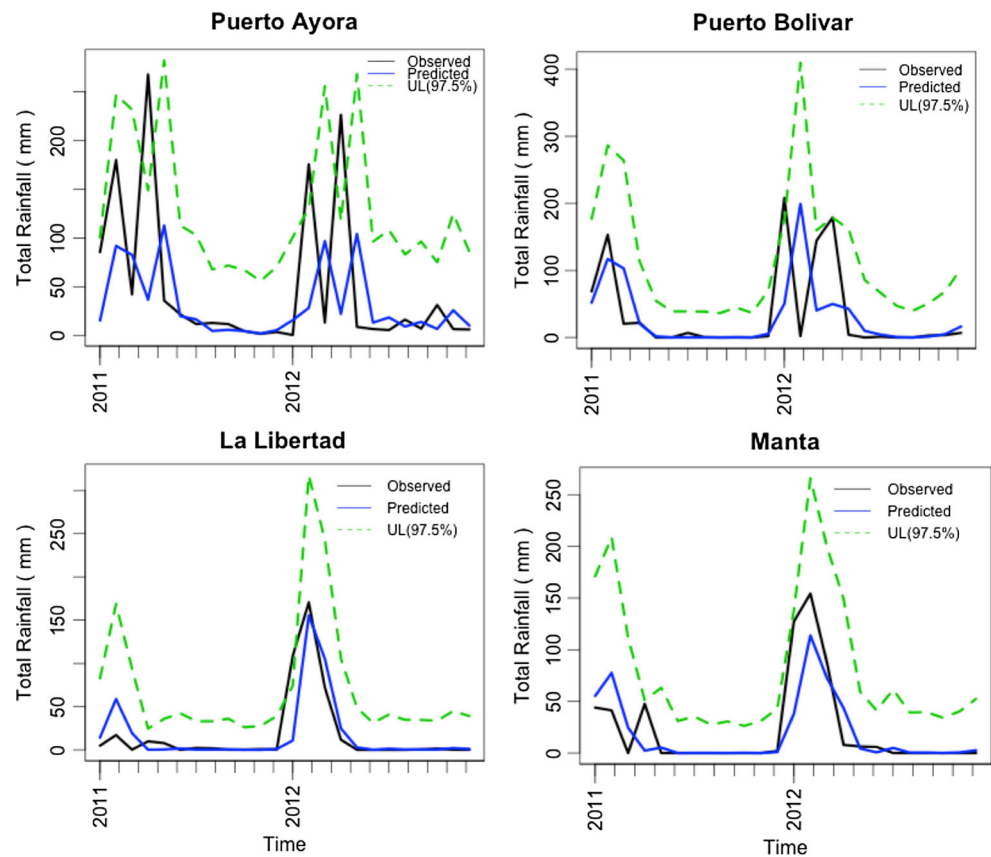 Puerto Ayora
Total Rainfall ( mm )
0
50
100
200
2011
2012
Observed
Predicted
UL(97.5%)
Puerto Bolivar
Total Rainfall ( mm )
0
100
200
300
400
2011
2012
Observed
Predicted
UL(97.5%)
La Libertad
Total Rainfall ( mm )
0
50
150
250
2011
2012
Time
Observed
Predicted
UL(97.5%)
Manta
Total Rainfall ( mm )
0
50
100
150
200
250
2011
2012
Time
Observed
Predicted
UL(97.5%)